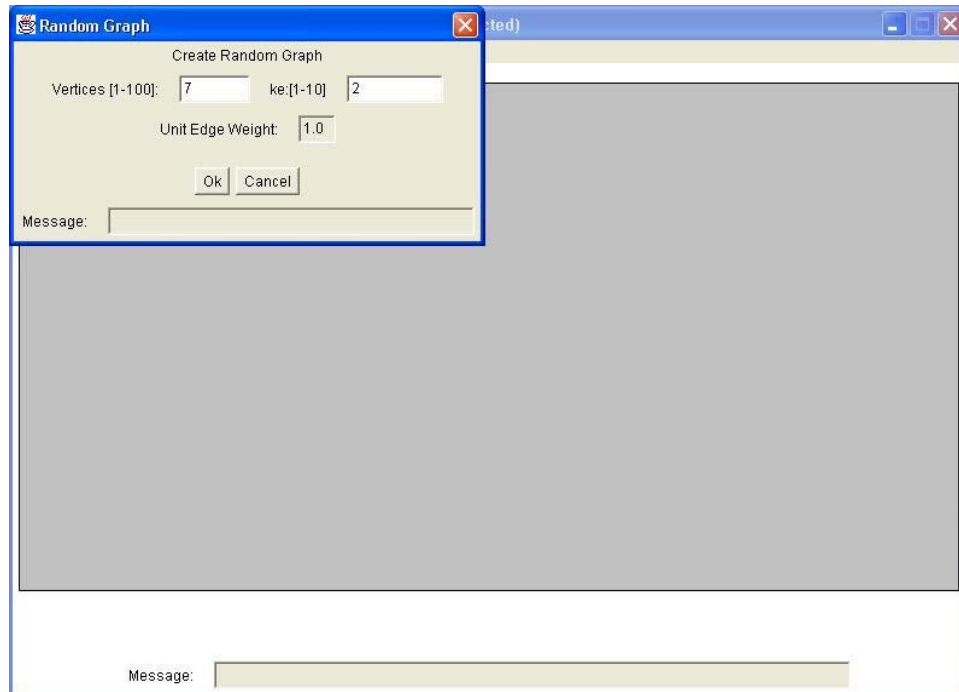 Random Graph
cted)
Create Random Graph
Vertices [1-100]: 7 ke:[1-10] 2
Unit Edge Weight: 1.0
Ok Cancel
Message:
Message: